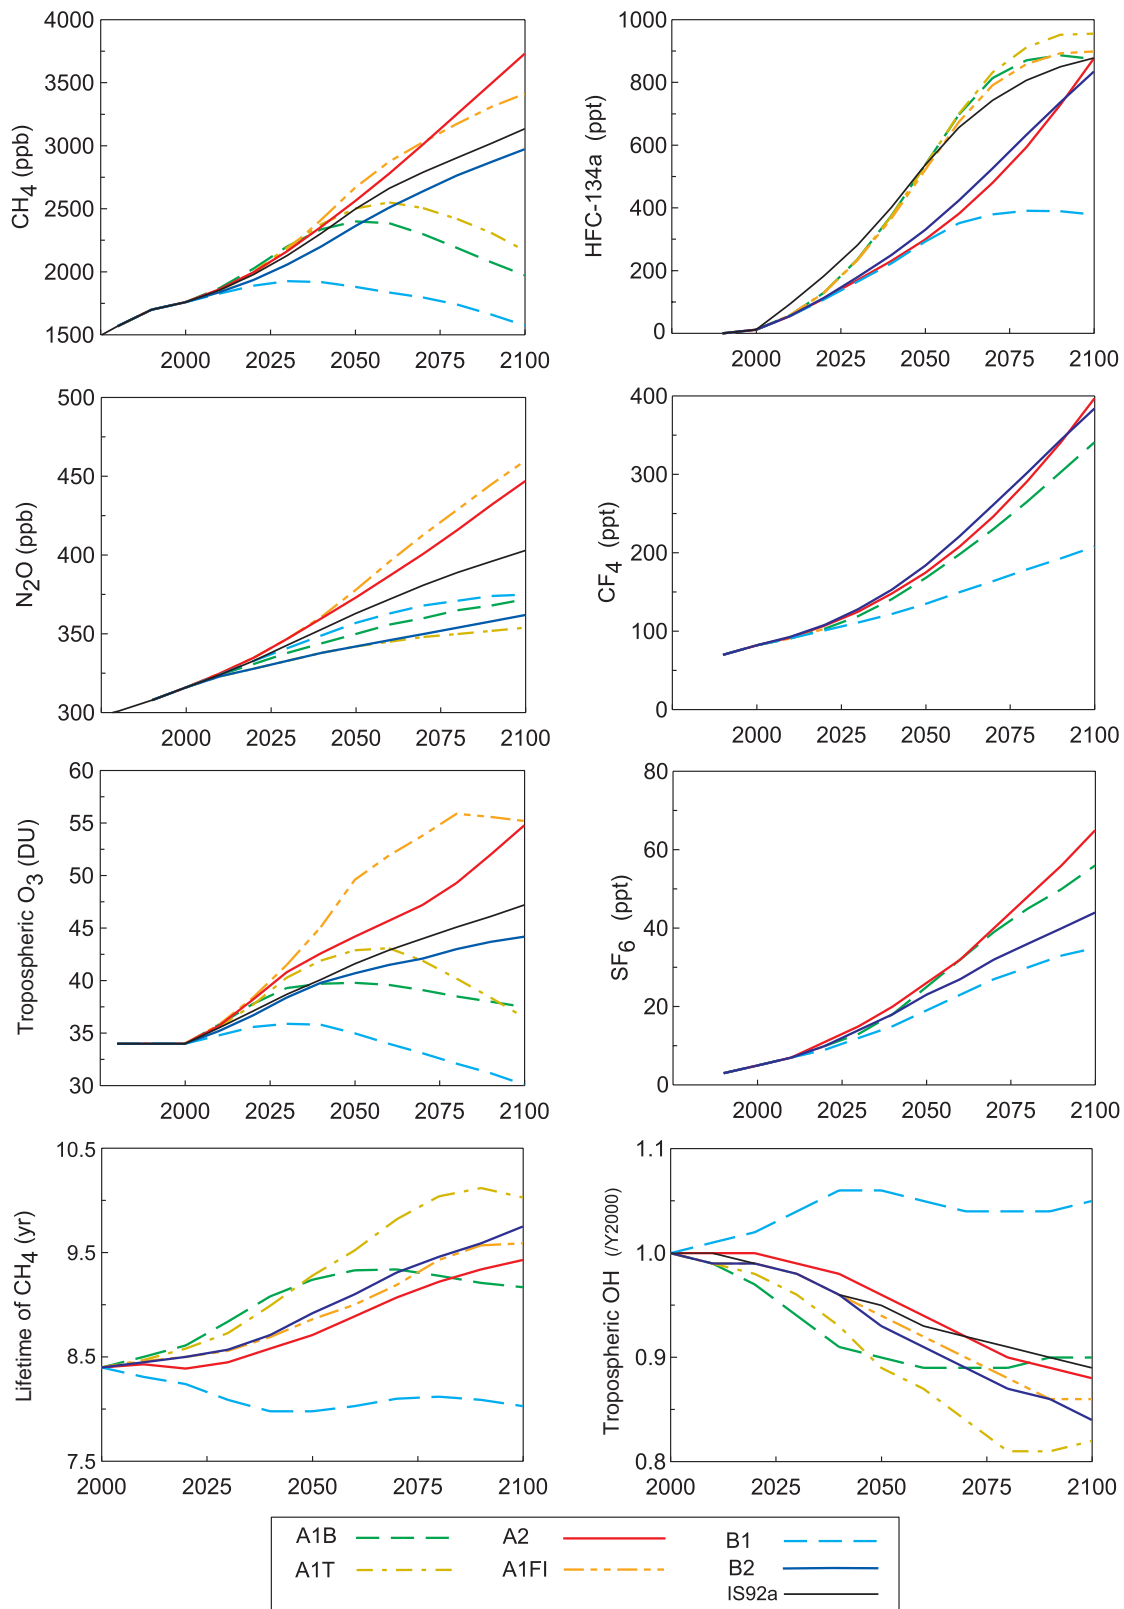 4000
3500
3000
2500
2000
1500
CH4 (ppb)
2000 2025 2050 2075 2100
1000
800
600
400
200
0
HFC-134a (ppt)
2000 2025 2050 2075 2100
500
450
400
350
300
N2O (ppb)
2000 2025 2050 2075 2100
400
300
200
100
0
CF4 (ppt)
2000 2025 2050 2075 2100
60
55
50
45
40
35
30
Tropospheric O3 (DU)
2000 2025 2050 2075 2100
80
60
40
20
0
SF6 (ppt)
2000 2025 2050 2075 2100
10.5
9.5
8.5
7.5
Lifetime of CH4 (yr)
2000 2025 2050 2075 2100
1.1
1.0
0.9
0.8
Tropospheric OH (/Y2000)
2000 2025 2050 2075 2100
A1B A2 B1
A1T A1FI B2
IS92a